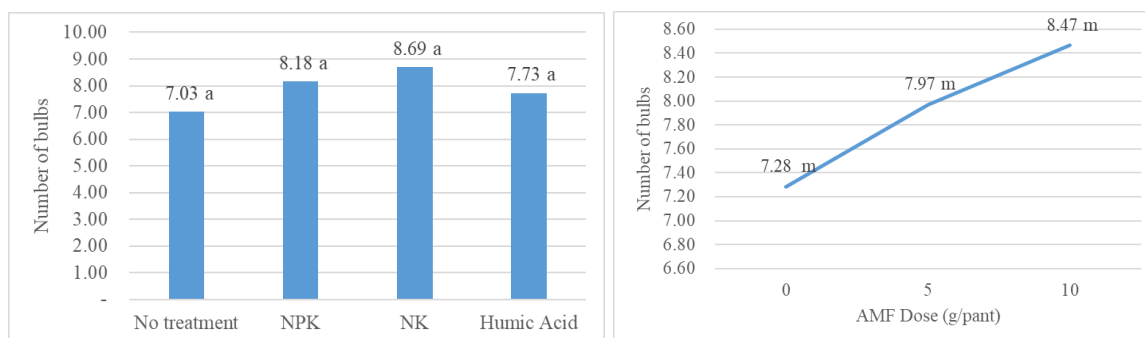 Number of bulbs
10.00
9.00
8.00
7.00
6.00
5.00
4.00
3.00
2.00
1.00
-
7.03 a
8.18 a
8.69 a
7.73 a
No treatment NPK NK Humic Acid
Number of bulbs
8.60
8.40
8.20
8.00
7.80
7.60
7.40
7.20
7.00
6.80
6.60
7.28 m
7.97 m
8.47 m
0 5 10
AMF Dose (g/pant)